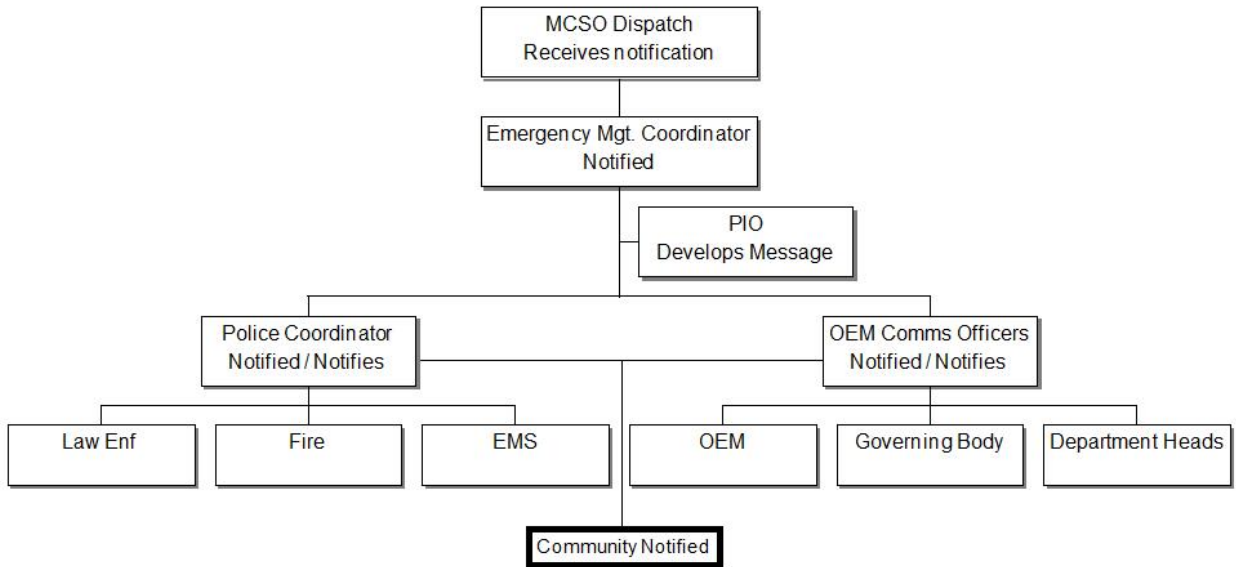 MCSO Dispatch
Receives notification
Emergency Mgt. Coordinator
Notified
PIO
Develops Message
Police Coordinator
Notified / Notifies
OEM Comms Officers
Notified / Notifies
Law Enf
Fire
EMS
OEM
Governing Body
Department Heads
Community Notified